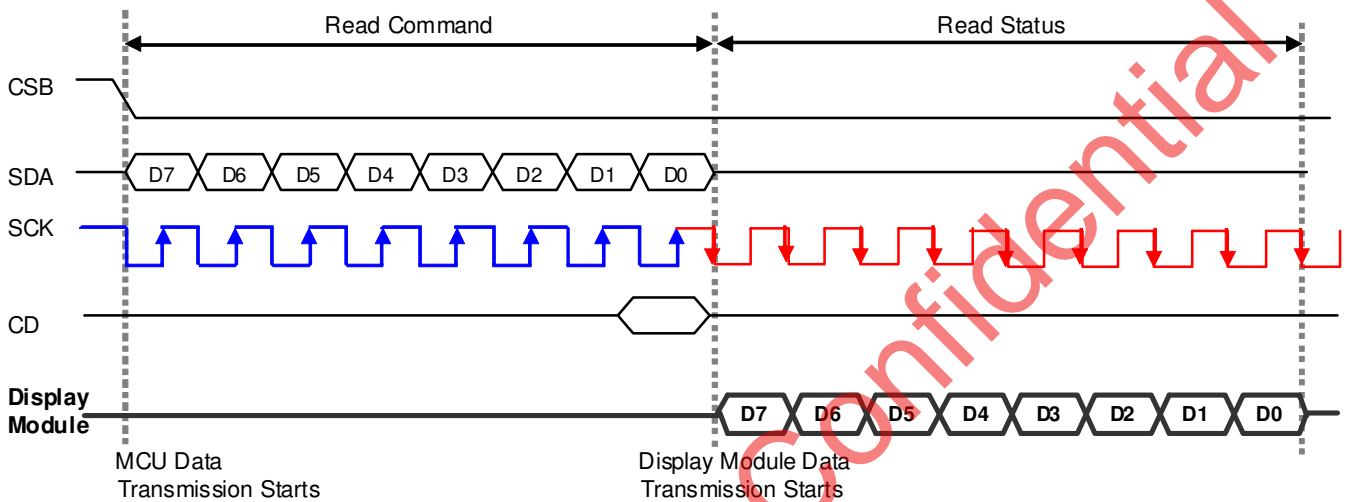 Read Command
Read Status
CSB
SDA
D7 D6 D5 D4 D3 D2 D1 D0
SCK
CD
Display
Module
D7 D6 D5 D4 D3 D2 D1 D0
MCU Data
Transmission Starts
Display Module Data
Transmission Starts
Confidential